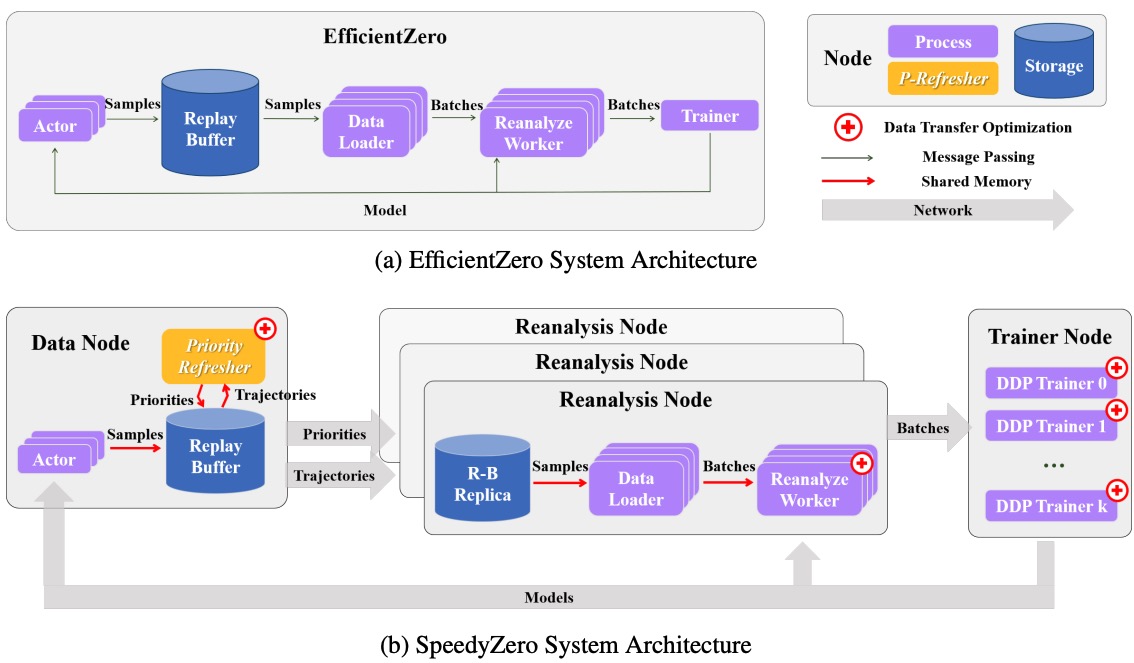 EfficientZero
Actor
Samples
Replay
Buffer
Samples
Data
Loader
Batches
Reanalyze
Worker
Batches
Trainer
Model
Node
Process
P-Refresher
Storage
Data Transfer Optimization
Message Passing
Shared Memory
Network
(a) EfficientZero System Architecture
Data Node
Priority
Refresher
Priorities
Trajectories
Actor
Samples
Replay
Buffer
Priorities
Trajectories
Reanalysis Node
Reanalysis Node
Reanalysis Node
R-B
Replica
Samples
Data
Loader
Batches
Reanalyze
Worker
Batches
Trainer Node
DDP Trainer 0
DDP Trainer 1
...
DDP Trainer k
Models
(b) SpeedyZero System Architecture